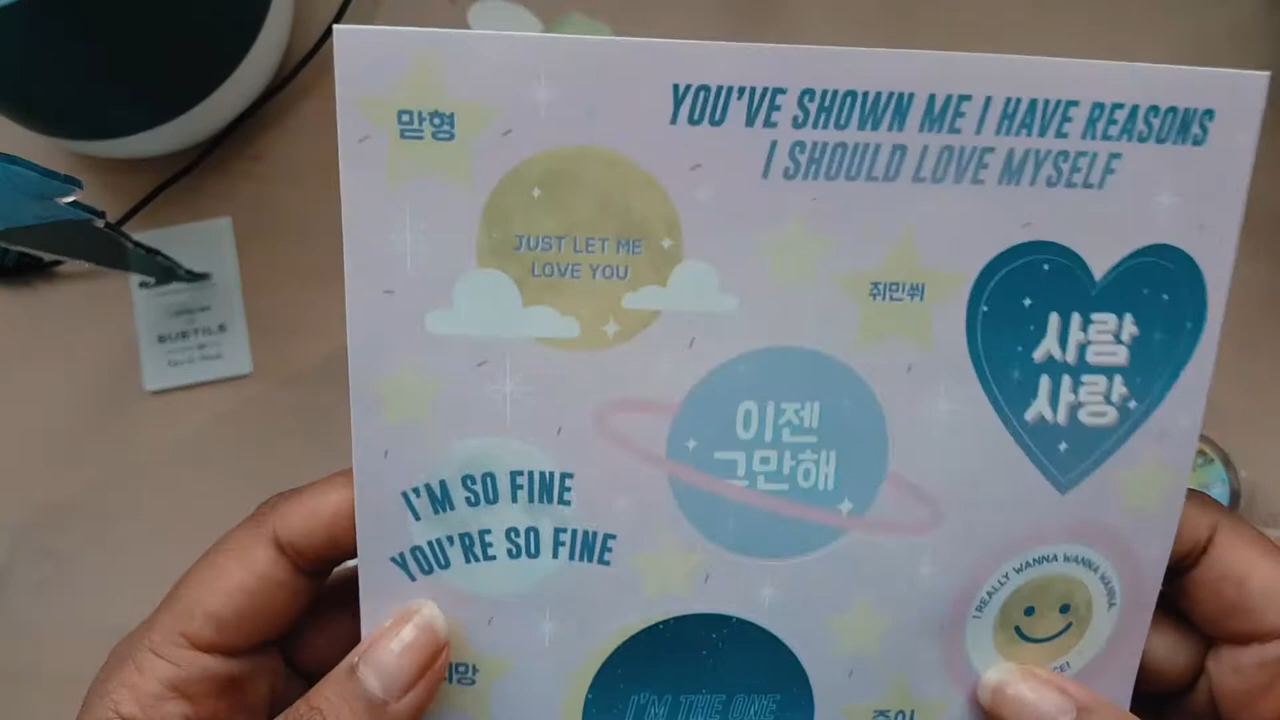 맏형
YOU'VE SHOWN ME I HAVE REASONS
I SHOULD LOVE MYSELF
JUST LET ME
LOVE YOU
쥐민쒸
사람
사랑
이젠
그만해
I'M SO FINE
YOU'RE SO FINE
I REALLY WANNA WANNA WANNA
망
I'M THE ONE